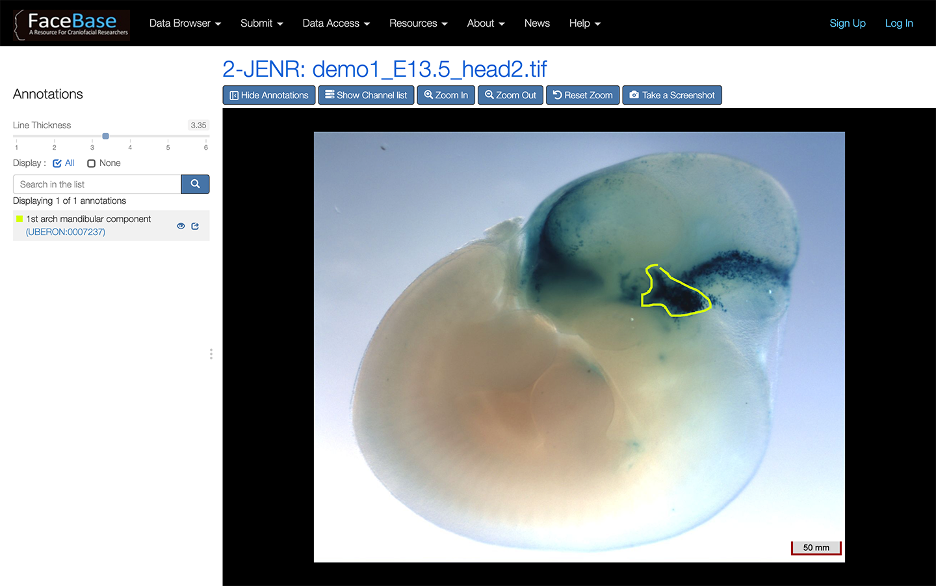 FaceBase
A Resource For Craniofacial Researchers
Data Browser Submit Data Access Resources About News Help Sign Up Log In
2-JENR: demo1_E13.5_head2.tif
Hide Annotations Show Channel list Zoom In Zoom Out Reset Zoom Take a Screenshot
Annotations
Line Thickness 3.35
1 2 3 4 5 6
Display : All None
Search in the list
Displaying 1 of 1 annotations
1st arch mandibular component
(UBERON:0007237)
50 mm